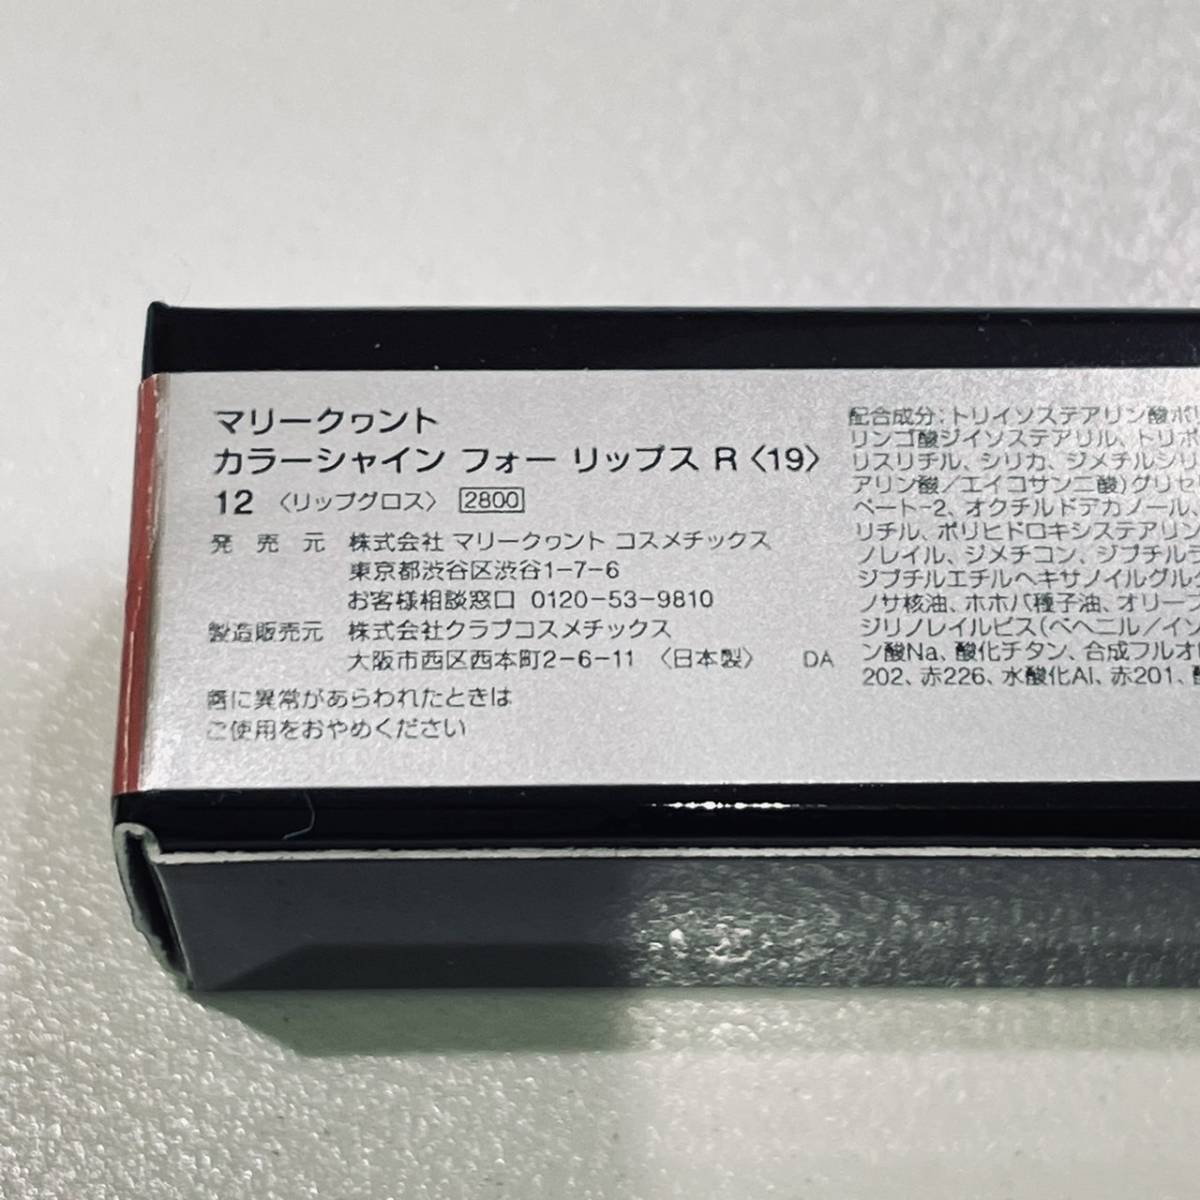 マリークヮント
カラーシャイン フォー リップス R〈19〉
12 〈リップグロス〉 2800
発売元 株式会社 マリークヮント コスメチックス
東京都渋谷区渋谷1-7-6
お客様相談窓口 0120-53-9810
製造販売元 株式会社クラブコスメチックス
大阪市西区西本町2-6-11 〈日本製〉 DA
唇に異常があらわれたときは
ご使用をおやめください
配合成分：トリイソステアリン酸ポ
リンゴ酸ジイソステアリル、トリポ
リスリチル、シリカ、ジメチルシリ
アリン酸／エイコサン二酸)グリセ
ベート-2、オクチルドデカノール、
リチル、ポリヒドロキシステアリン
ノレイル、ジメチコン、ジブチル
ジブチルエチルヘキサノイルグル
ノサ核油、ホホバ種子油、オリーブ
ジリノレイルビス(ベヘニル／イソ
ン酸Na、酸化チタン、合成フルオ
202、赤226、水酸化Al、赤201、